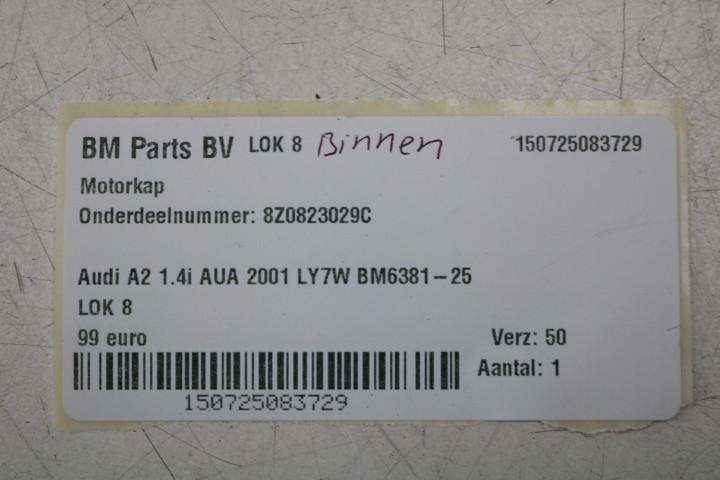 BM Parts BV LOK 8 Binnen 150725083729
Motorkap
Onderdeelnummer: 8Z0823029C
Audi A2 1.4i AUA 2001 LY7W BM6381-25
LOK 8
99 euro Verz: 50
Aantal: 1
150725083729